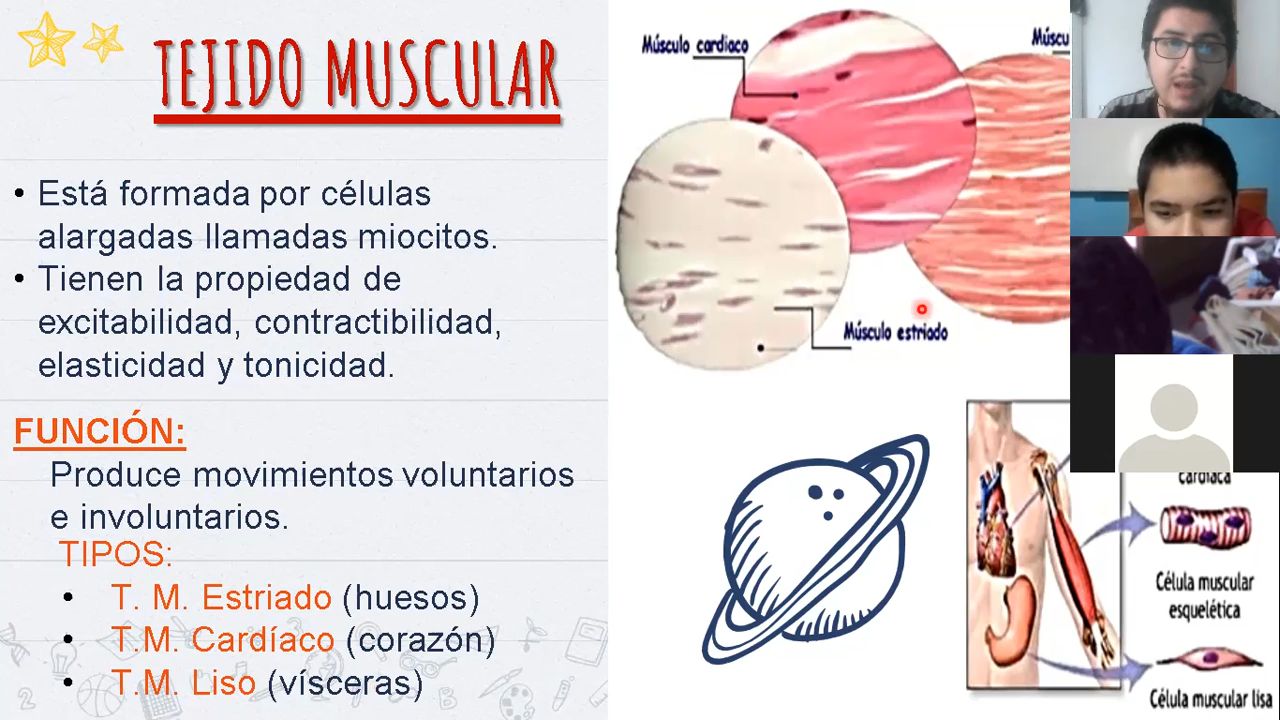 TEJIDO MUSCULAR
• Está formada por células
alargadas llamadas miocitos.
• Tienen la propiedad de
excitabilidad, contractibilidad,
elasticidad y tonicidad.
FUNCIÓN:
Produce movimientos voluntarios
e involuntarios.
TIPOS:
• T. M. Estriado (huesos)
• T.M. Cardíaco (corazón)
• T.M. Liso (vísceras)
Músculo cardiaco
Múscu
Músculo estriado
cardíaca
Célula muscular
esquelética
Célula muscular lisa